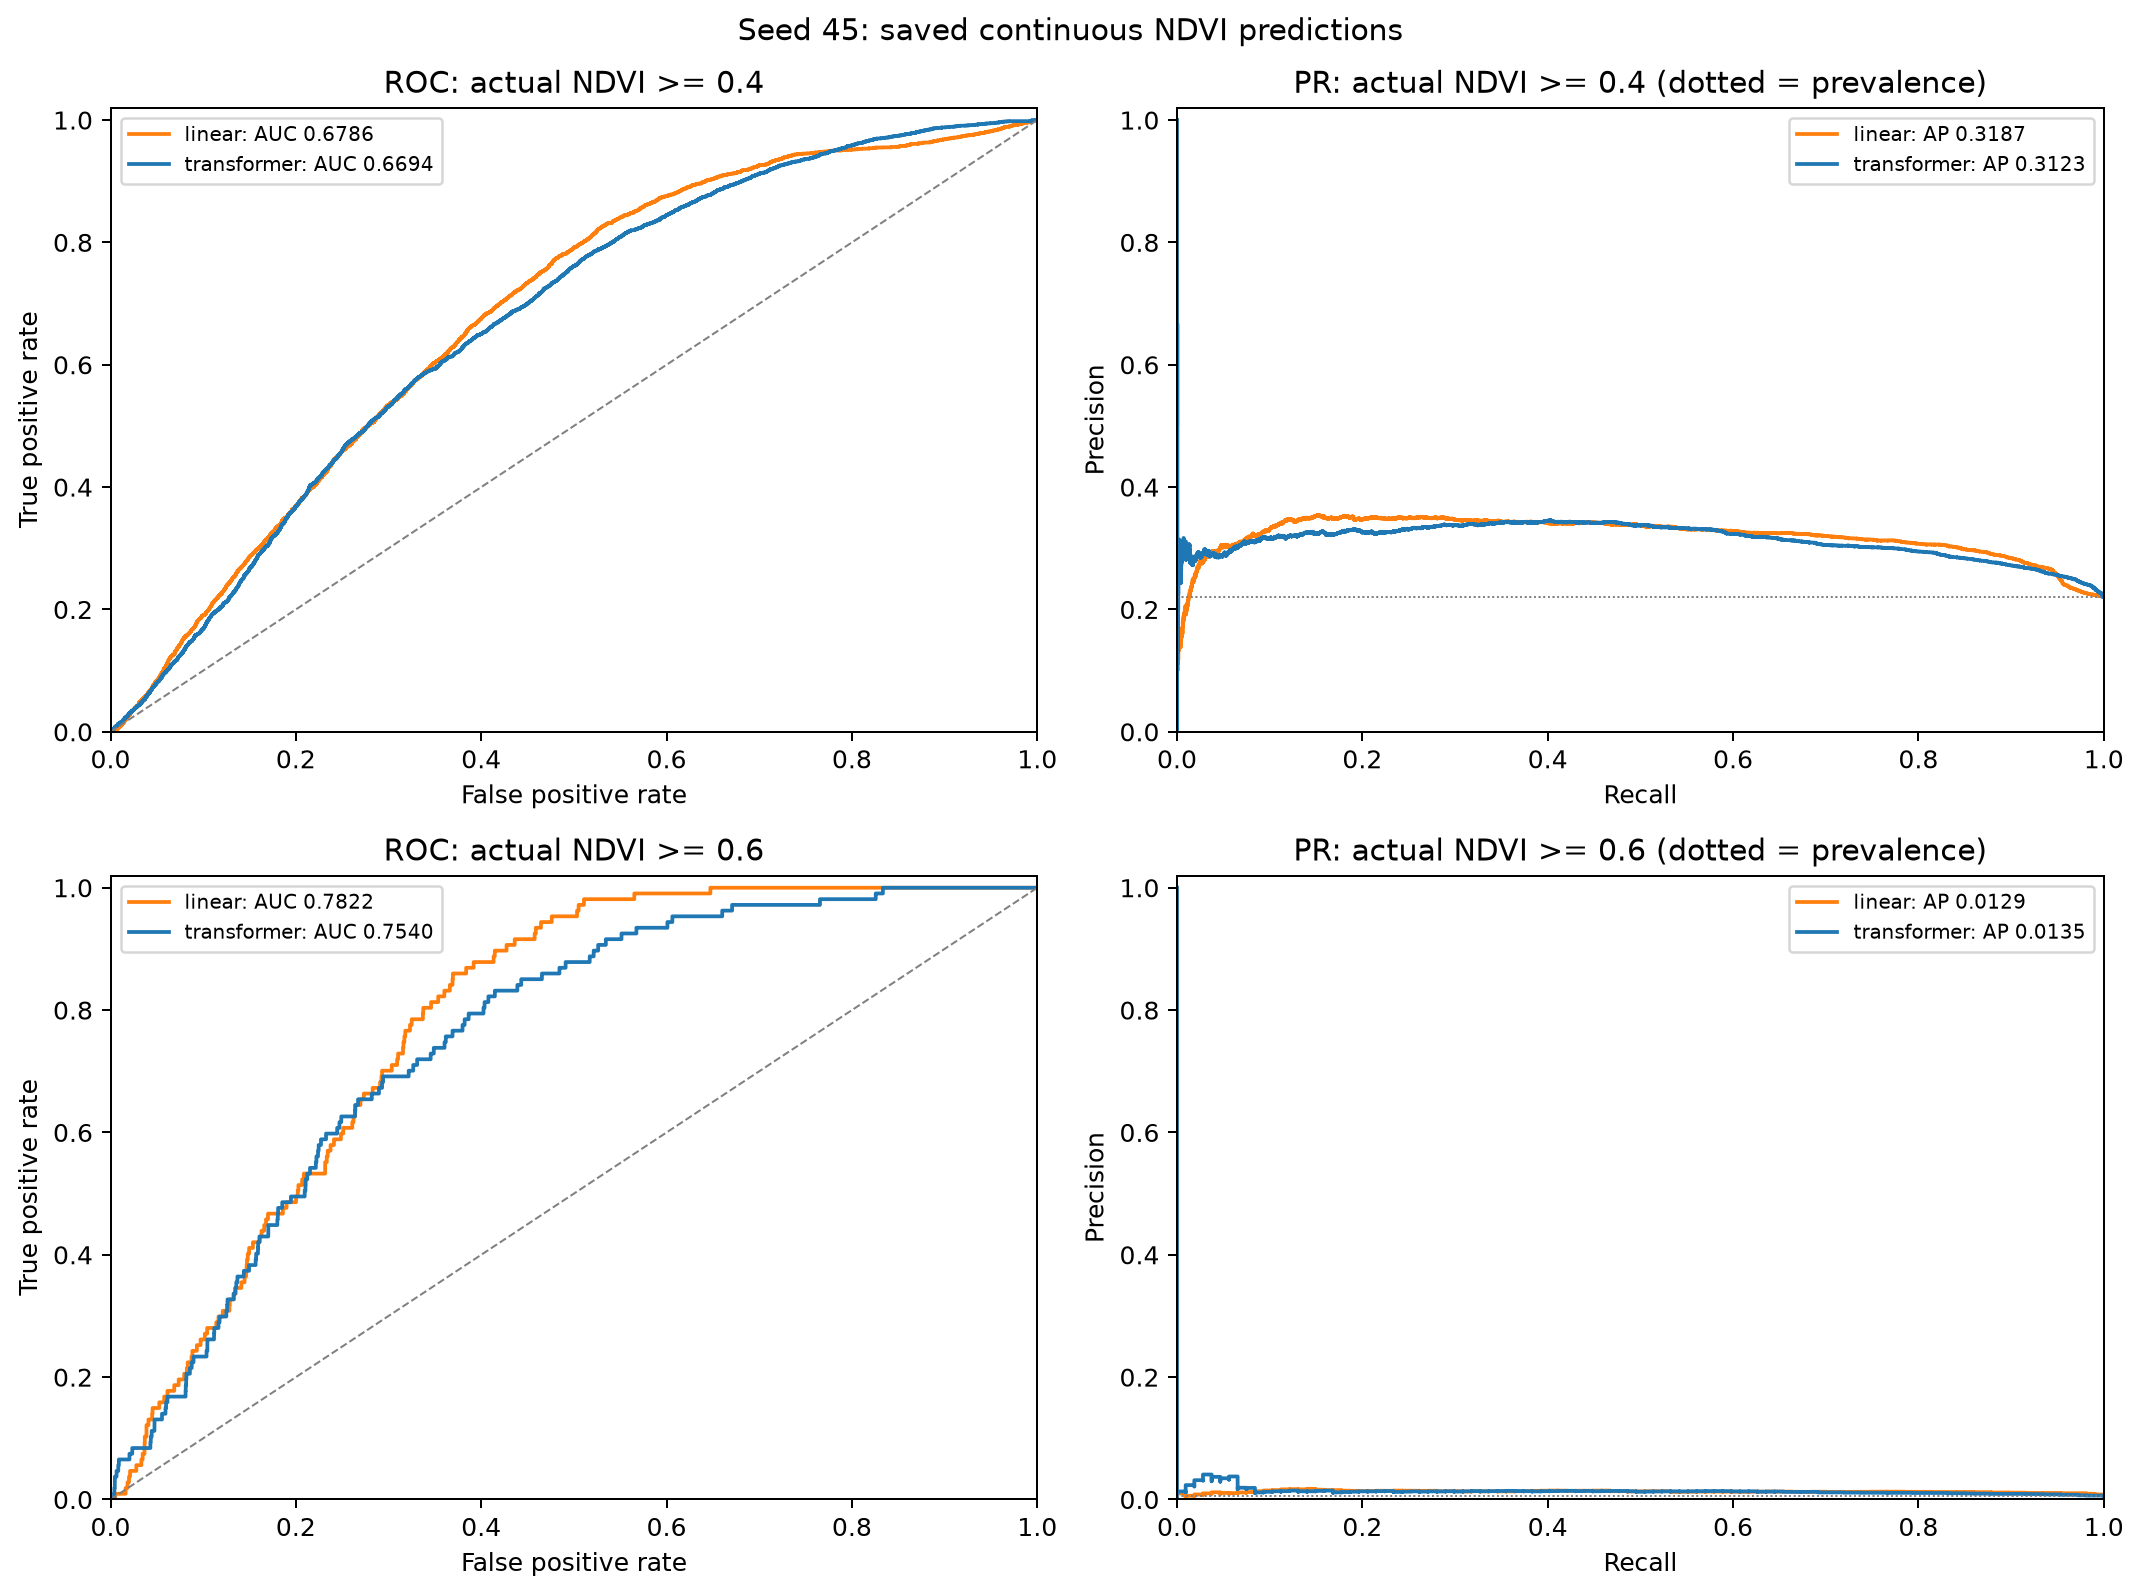 Seed 45: saved continuous NDVI predictions
ROC: actual NDVI >= 0.4
linear: AUC 0.6786
transformer: AUC 0.6694
1.0
0.8
0.6
0.4
0.2
0.0
True positive rate
0.0 0.2 0.4 0.6 0.8 1.0
False positive rate
PR: actual NDVI >= 0.4 (dotted = prevalence)
linear: AP 0.3187
transformer: AP 0.3123
1.0
0.8
0.6
0.4
0.2
0.0
Precision
0.0 0.2 0.4 0.6 0.8 1.0
Recall
ROC: actual NDVI >= 0.6
linear: AUC 0.7822
transformer: AUC 0.7540
1.0
0.8
0.6
0.4
0.2
0.0
True positive rate
0.0 0.2 0.4 0.6 0.8 1.0
False positive rate
PR: actual NDVI >= 0.6 (dotted = prevalence)
linear: AP 0.0129
transformer: AP 0.0135
1.0
0.8
0.6
0.4
0.2
0.0
Precision
0.0 0.2 0.4 0.6 0.8 1.0
Recall